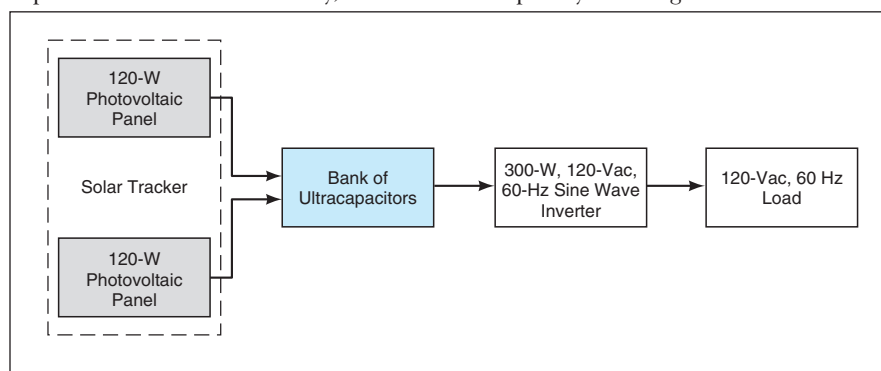 120-W
Photovoltaic
Panel
Solar Tracker
120-W
Photovoltaic
Panel
Bank of
Ultracapacitors
300-W, 120-Vac,
60-Hz Sine Wave
Inverter
120-Vac, 60 Hz
Load